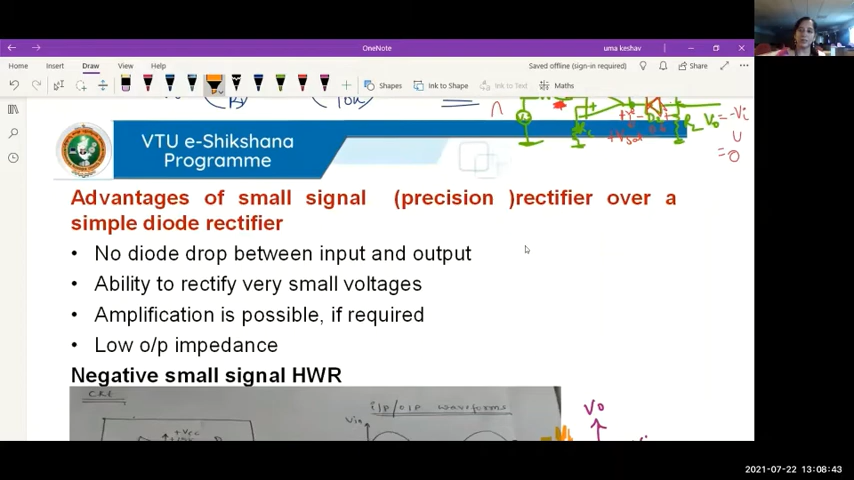 OneNote
uma keshav
Home Insert Draw View Help
Saved offline (sign-in required)
Share
Shapes
Ink to Shape
Ink to Text
Maths
VTU e-Shikshana
Programme
Advantages of small signal (precision )rectifier over a
simple diode rectifier
• No diode drop between input and output
• Ability to rectify very small voltages
• Amplification is possible, if required
• Low o/p impedance
Negative small signal HWR
CKt
i/p /o/p waveforms
Vin
Vo
2021-07-22 13:08:43